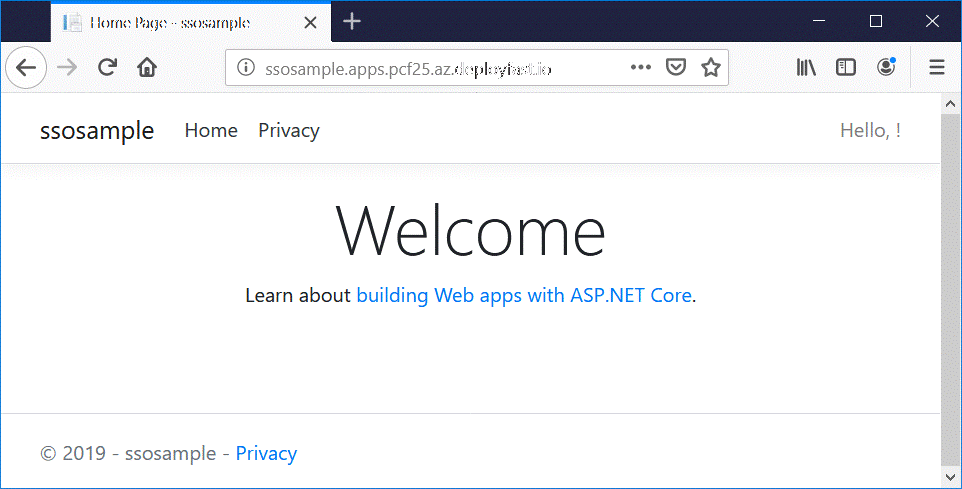 Home Page - ssosample
ssosample.apps.pcf25.az.deployfast.io
ssosample Home Privacy Hello, !
Welcome
Learn about building Web apps with ASP.NET Core.
© 2019 - ssosample - Privacy